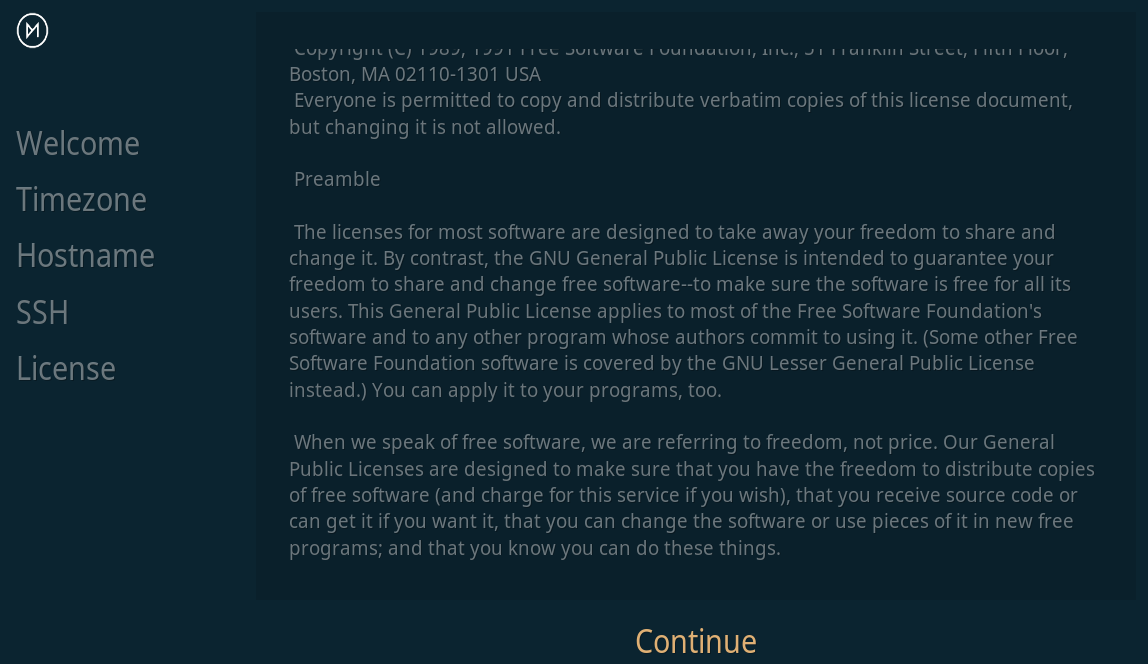 Welcome
Timezone
Hostname
SSH
License
Copyright (C) 1989, 1991 Free Software Foundation, Inc., 51 Franklin Street, Fifth Floor,
Boston, MA 02110-1301 USA
Everyone is permitted to copy and distribute verbatim copies of this license document,
but changing it is not allowed.
Preamble
The licenses for most software are designed to take away your freedom to share and
change it. By contrast, the GNU General Public License is intended to guarantee your
freedom to share and change free software--to make sure the software is free for all its
users. This General Public License applies to most of the Free Software Foundation's
software and to any other program whose authors commit to using it. (Some other Free
Software Foundation software is covered by the GNU Lesser General Public License
instead.) You can apply it to your programs, too.
When we speak of free software, we are referring to freedom, not price. Our General
Public Licenses are designed to make sure that you have the freedom to distribute copies
of free software (and charge for this service if you wish), that you receive source code or
can get it if you want it, that you can change the software or use pieces of it in new free
programs; and that you know you can do these things.
Continue